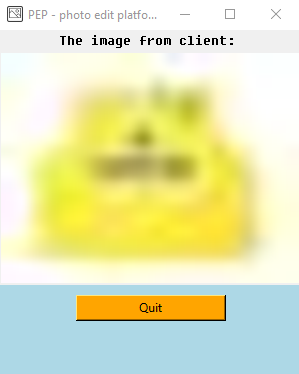 PEP - photo edit platfo...
The image from client:
Quit